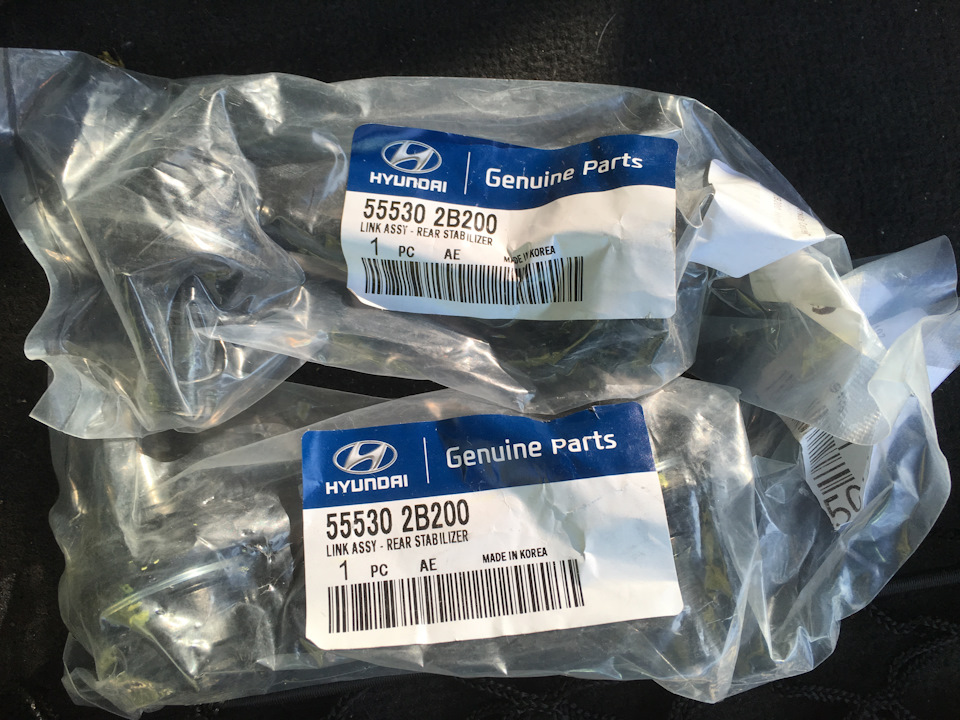 HYUNDAI
Genuine Parts
55530 2B200
LINK ASSY - REAR STABILIZER
1 PC AE MADE IN KOREA
HYUNDAI
Genuine Parts
55530 2B200
LINK ASSY - REAR STABILIZER
1 PC AE MADE IN KOREA